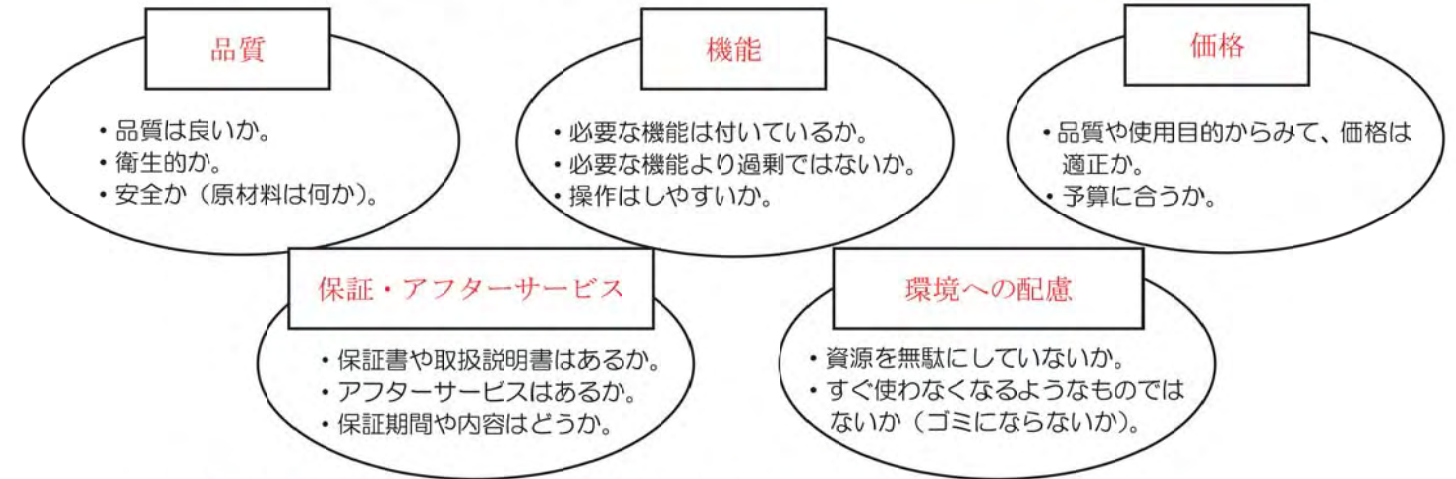 品質
・品質は良いか。
・衛生的か。
・安全か（原材料は何か）。
機能
・必要な機能は付いているか。
・必要な機能より過剰ではないか。
・操作はしやすいか。
価格
・品質や使用目的からみて、価格は
適正か。
・予算に合うか。
保証・アフターサービス
・保証書や取扱説明書はあるか。
・アフターサービスはあるか。
・保証期間や内容はどうか。
環境への配慮
・資源を無駄にしていないか。
・すぐ使わなくなるようなものでは
ないか（ゴミにならないか）。